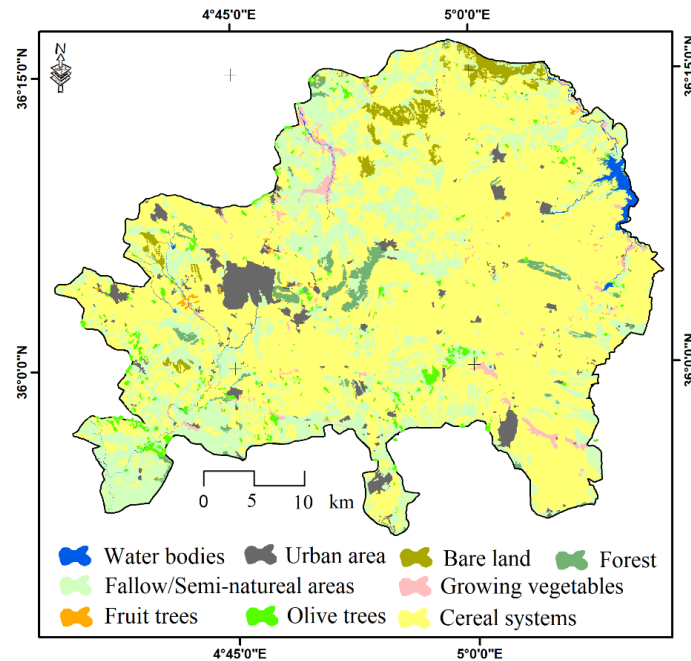 4°45'0"E 5°0'0"E
N
36°15'0"N 36°15'0"N
36°0'0"N 36°0'0"N
0 5 10 km
Water bodies Urban area Bare land Forest
Fallow/Semi-natureal areas Growing vegetables
Fruit trees Olive trees Cereal systems
4°45'0"E 5°0'0"E